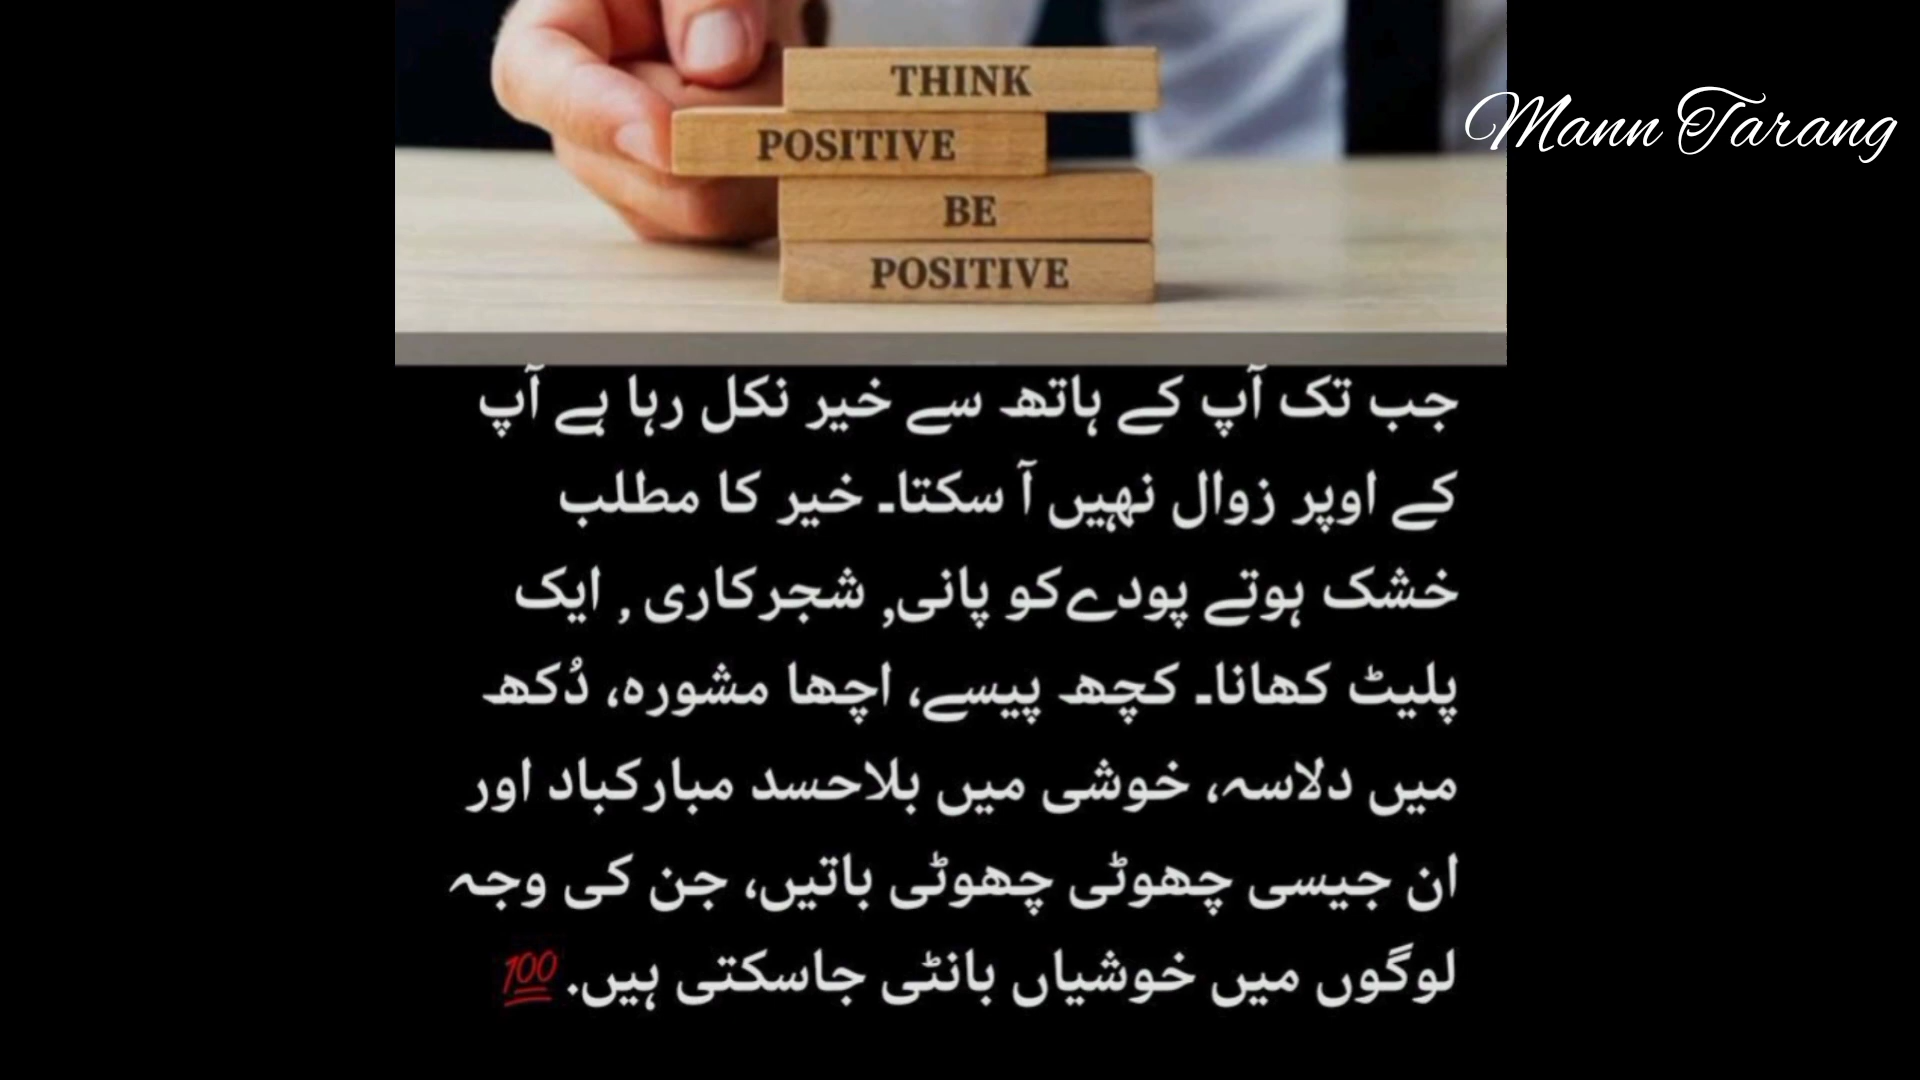 THINK
POSITIVE
BE
POSITIVE
Mann Tarang
جب تک آپ کے ہاتھ سے خیر نکل رہا ہے آپ
کے اوپر زوال نہیں آ سکتا۔ خیر کا مطلب
خشک ہوتے پودےکو پانی, شجرکاری , ایک
پلیٹ کھانا۔ کچھ پیسے، اچھا مشورہ، دُکھ
میں دلاسہ، خوشی میں بلاحسد مبارکباد اور
ان جیسی چھوٹی چھوٹی باتیں، جن کی وجہ
لوگوں میں خوشیاں بانٹی جاسکتی ہیں. 💯